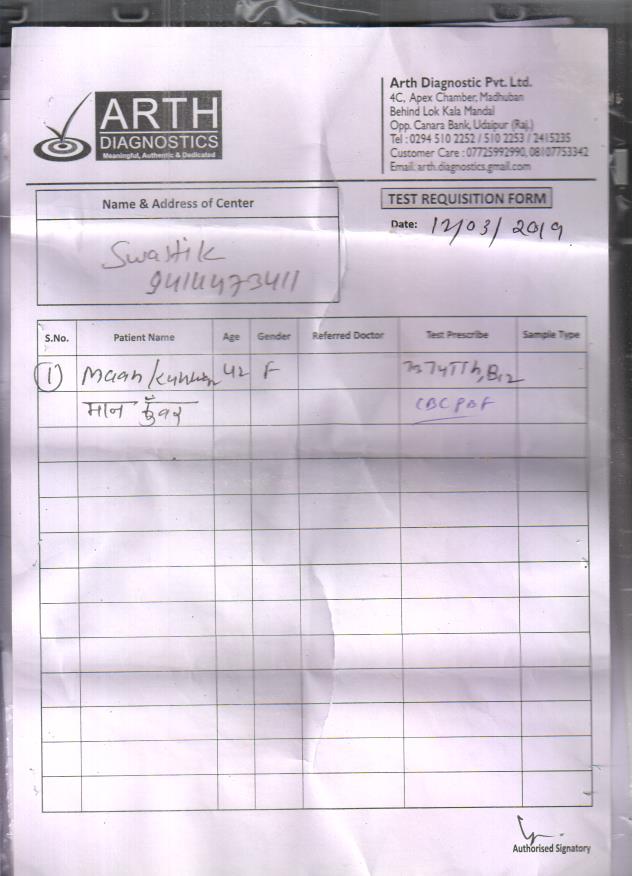 ARTH
DIAGNOSTICS
Meaningful, Authentic & Dedicated
Arth Diagnostic Pvt. Ltd.
4C, Apex Chamber, Madhuban
Behind Lok Kala Mandal
Opp. Canara Bank, Udaipur (Raj.)
Tel : 0294 510 2252 / 510 2253 / 2415235
Customer Care : 07725992990, 08107753342
Email: arth.diagnostics.gmail.com
Name & Address of Center
Swastik
9414473411
TEST REQUISITION FORM
Date: 12/03/2019
S.No. Patient Name Age Gender Referred Doctor Test Prescribe Sample Type
1 Maan 42 F B12
मान कुँवर CBC PBF
Authorised Signatory